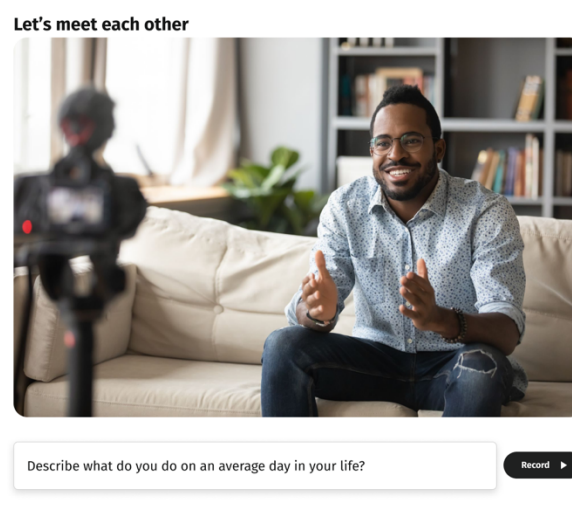 Let's meet each other
Describe what do you do on an average day in your life?
Record